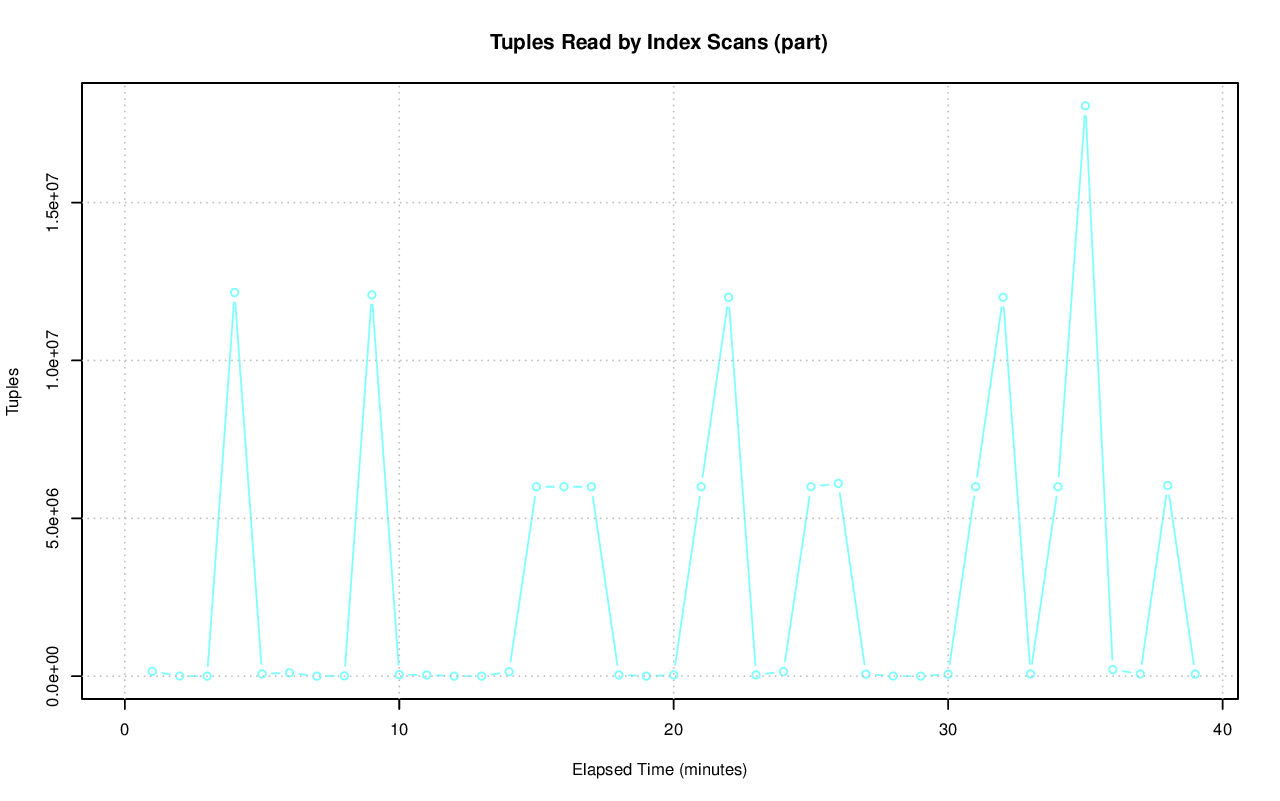 Tuples Read by Index Scans (part)
Tuples
1.5e+07
1.0e+07
5.0e+06
0.0e+00
0 10 20 30 40
Elapsed Time (minutes)